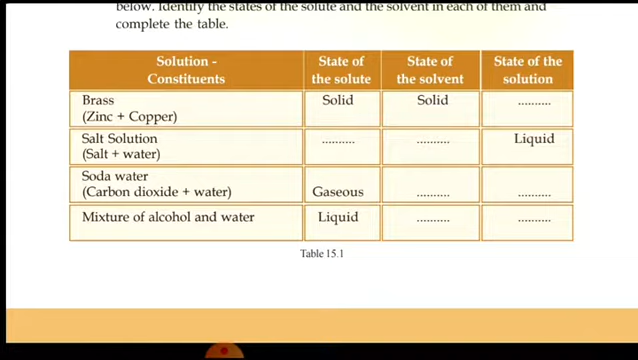 below. Identify the states of the solute and the solvent in each of them and
complete the table.
Solution - State of State of State of the
Constituents the solute the solvent solution
Brass Solid Solid ..........
(Zinc + Copper)
Salt Solution .......... .......... Liquid
(Salt + water)
Soda water
(Carbon dioxide + water) Gaseous .......... ..........
Mixture of alcohol and water Liquid .......... ..........
Table 15.1